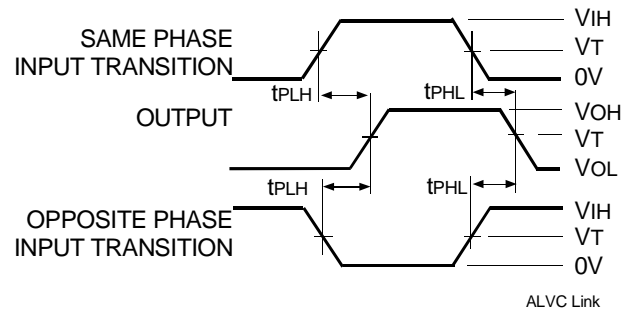 SAME PHASE
INPUT TRANSITION
VIH
VT
0V
tPLH
tPHL
OUTPUT
VOH
VT
VOL
tPLH
tPHL
OPPOSITE PHASE
INPUT TRANSITION
VIH
VT
0V
ALVC Link